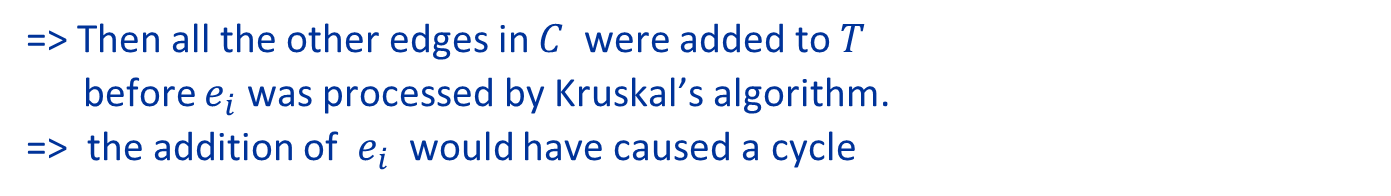 => Then all the other edges in C were added to T
before eᵢ was processed by Kruskal’s algorithm.
=> the addition of eᵢ would have caused a cycle